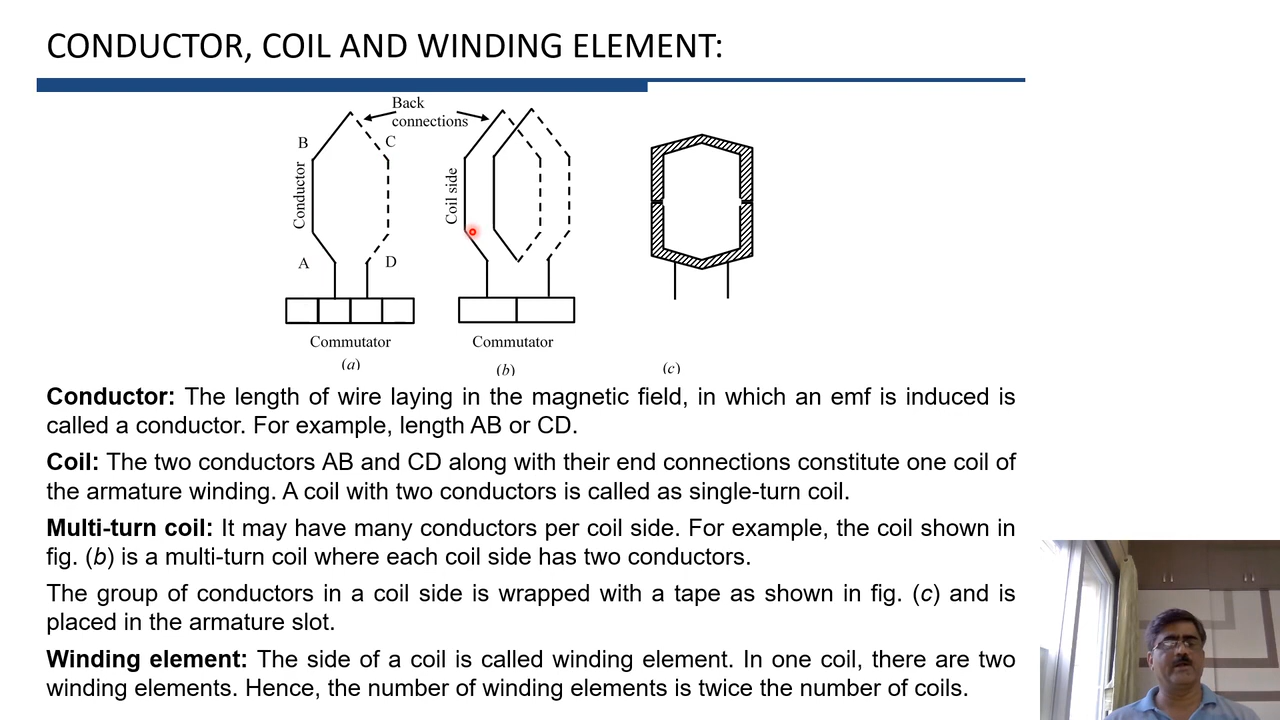 CONDUCTOR, COIL AND WINDING ELEMENT:
Back
connections
B
C
Conductor
Coil side
A
D
Commutator
Commutator
(a)
(b)
(c)
Conductor: The length of wire laying in the magnetic field, in which an emf is induced is
called a conductor. For example, length AB or CD.
Coil: The two conductors AB and CD along with their end connections constitute one coil of
the armature winding. A coil with two conductors is called as single-turn coil.
Multi-turn coil: It may have many conductors per coil side. For example, the coil shown in
fig. (b) is a multi-turn coil where each coil side has two conductors.
The group of conductors in a coil side is wrapped with a tape as shown in fig. (c) and is
placed in the armature slot.
Winding element: The side of a coil is called winding element. In one coil, there are two
winding elements. Hence, the number of winding elements is twice the number of coils.